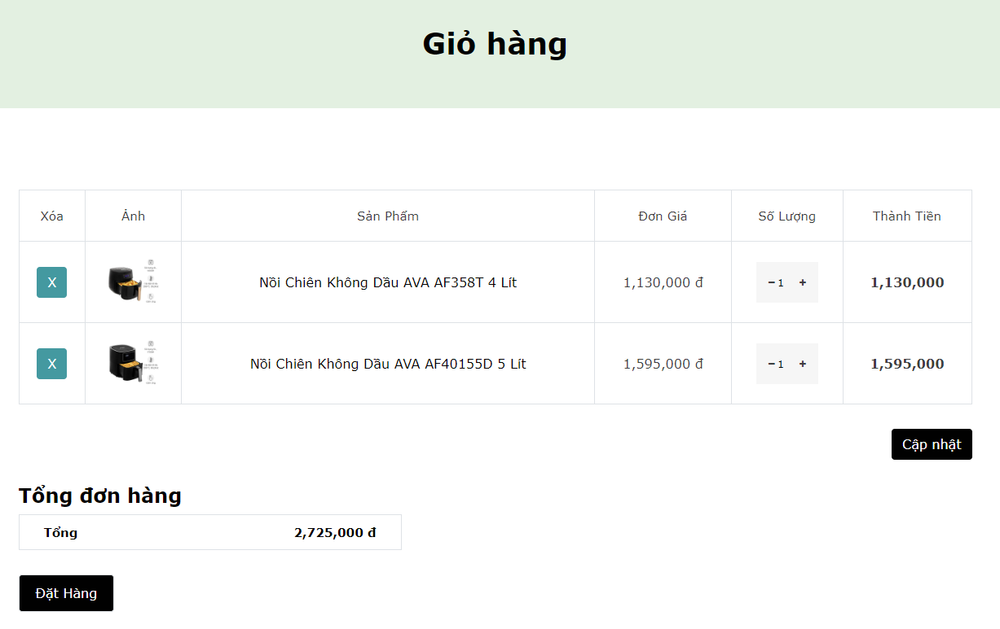 Giỏ hàng
Xóa Ảnh Sản Phẩm Đơn Giá Số Lượng Thành Tiền
X Nồi Chiên Không Dầu AVA AF358T 4 Lít 1,130,000 đ −1 + 1,130,000
X Nồi Chiên Không Dầu AVA AF40155D 5 Lít 1,595,000 đ −1 + 1,595,000
Cập nhật
Tổng đơn hàng
Tổng 2,725,000 đ
Đặt Hàng